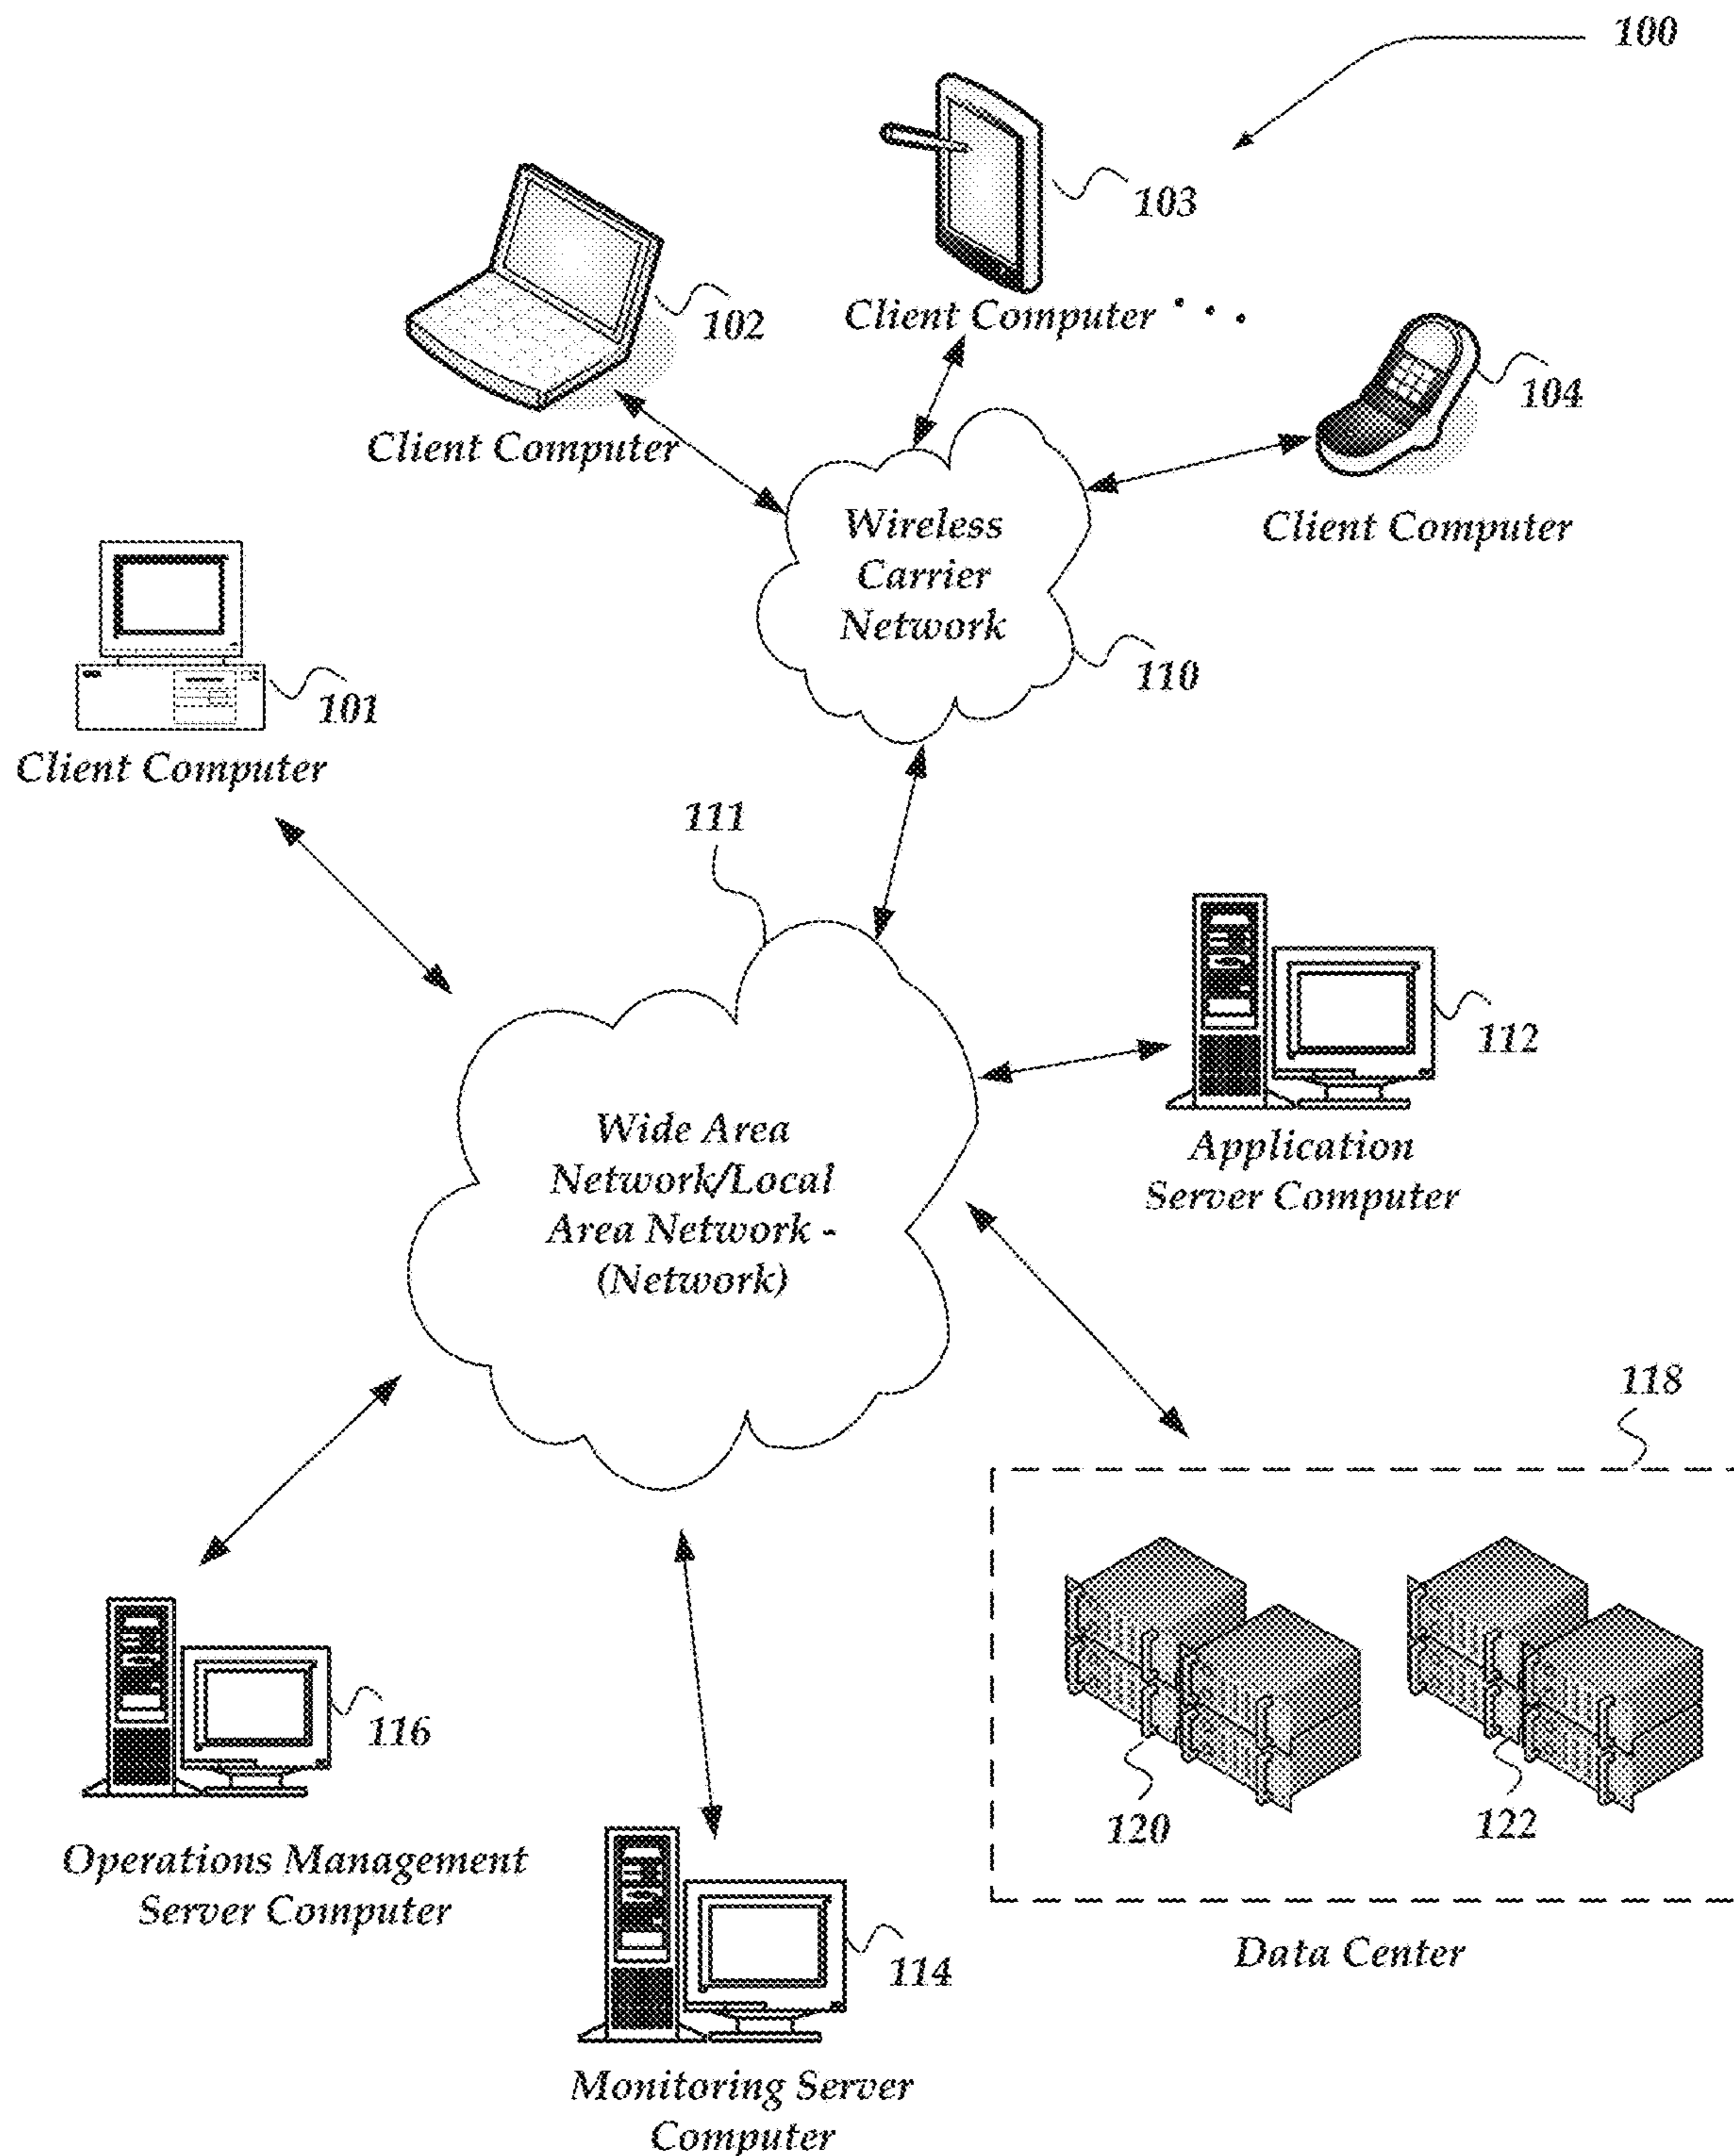 100
103
102
Client Computer . . .
104
Client Computer
Client Computer
Wireless
Carrier
Network
110
101
Client Computer
111
112
Wide Area
Network/Local
Area Network -
(Network)
Application
Server Computer
118
116
120
122
Operations Management
Server Computer
Data Center
114
Monitoring Server
Computer